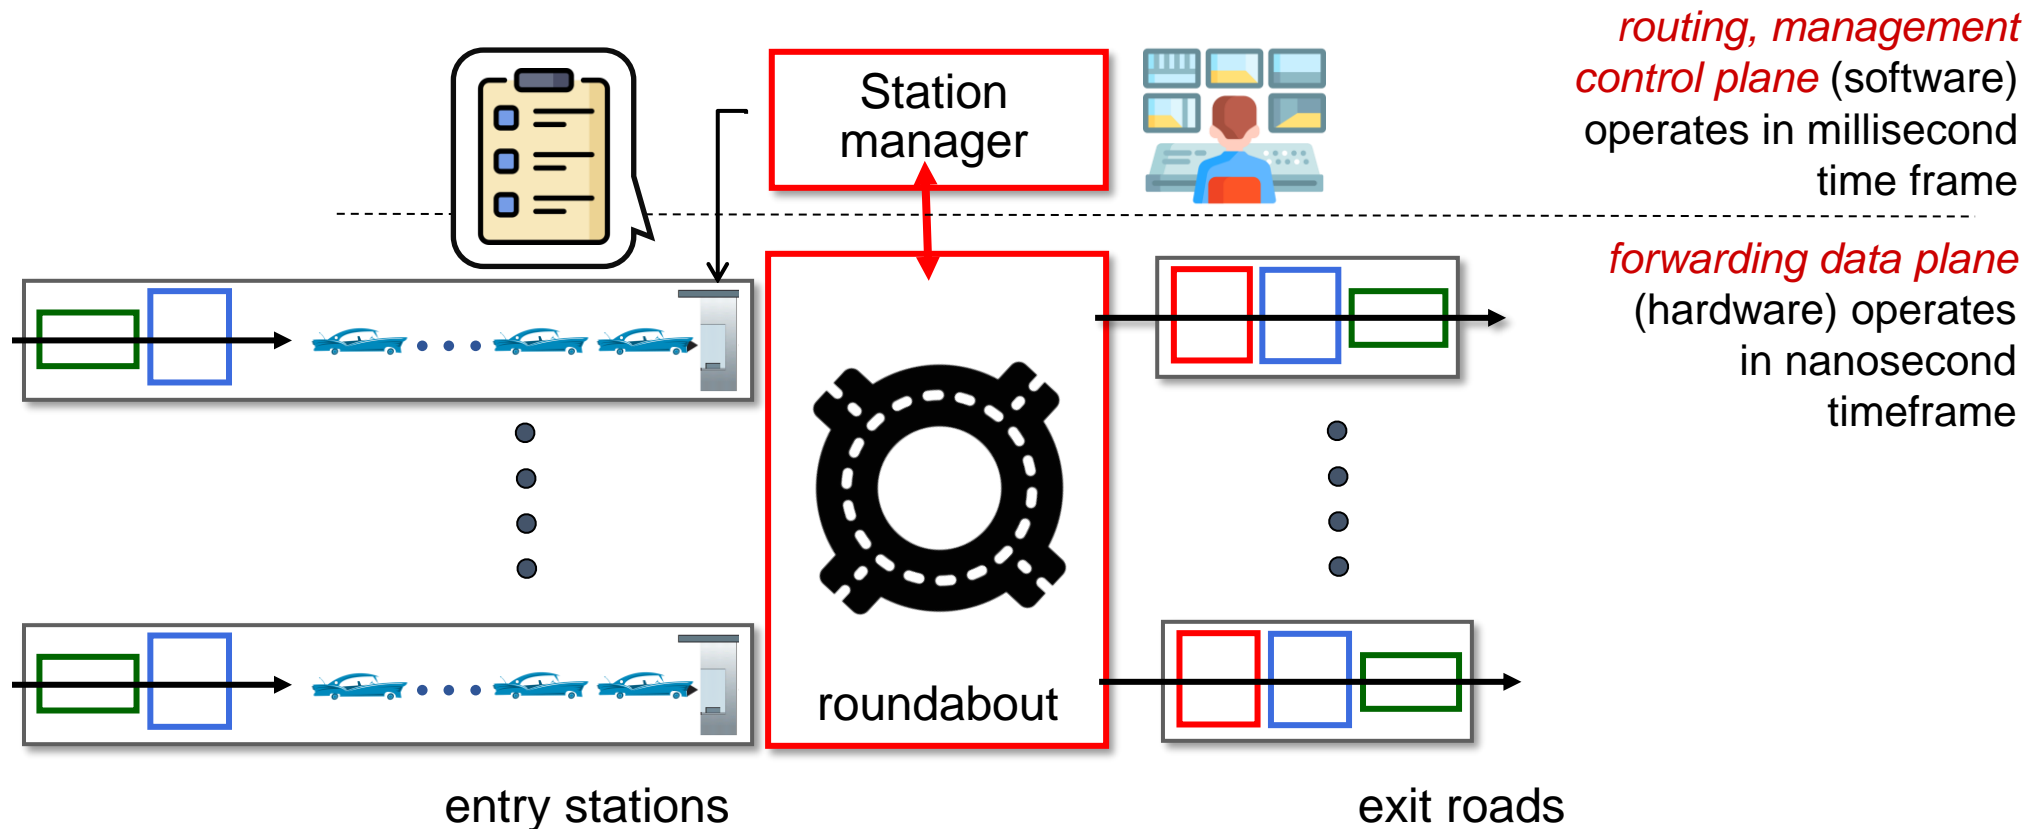 routing, management
control plane (software)
operates in millisecond
time frame
Station
manager
forwarding data plane
(hardware) operates
in nanosecond
timeframe
roundabout
entry stations
exit roads